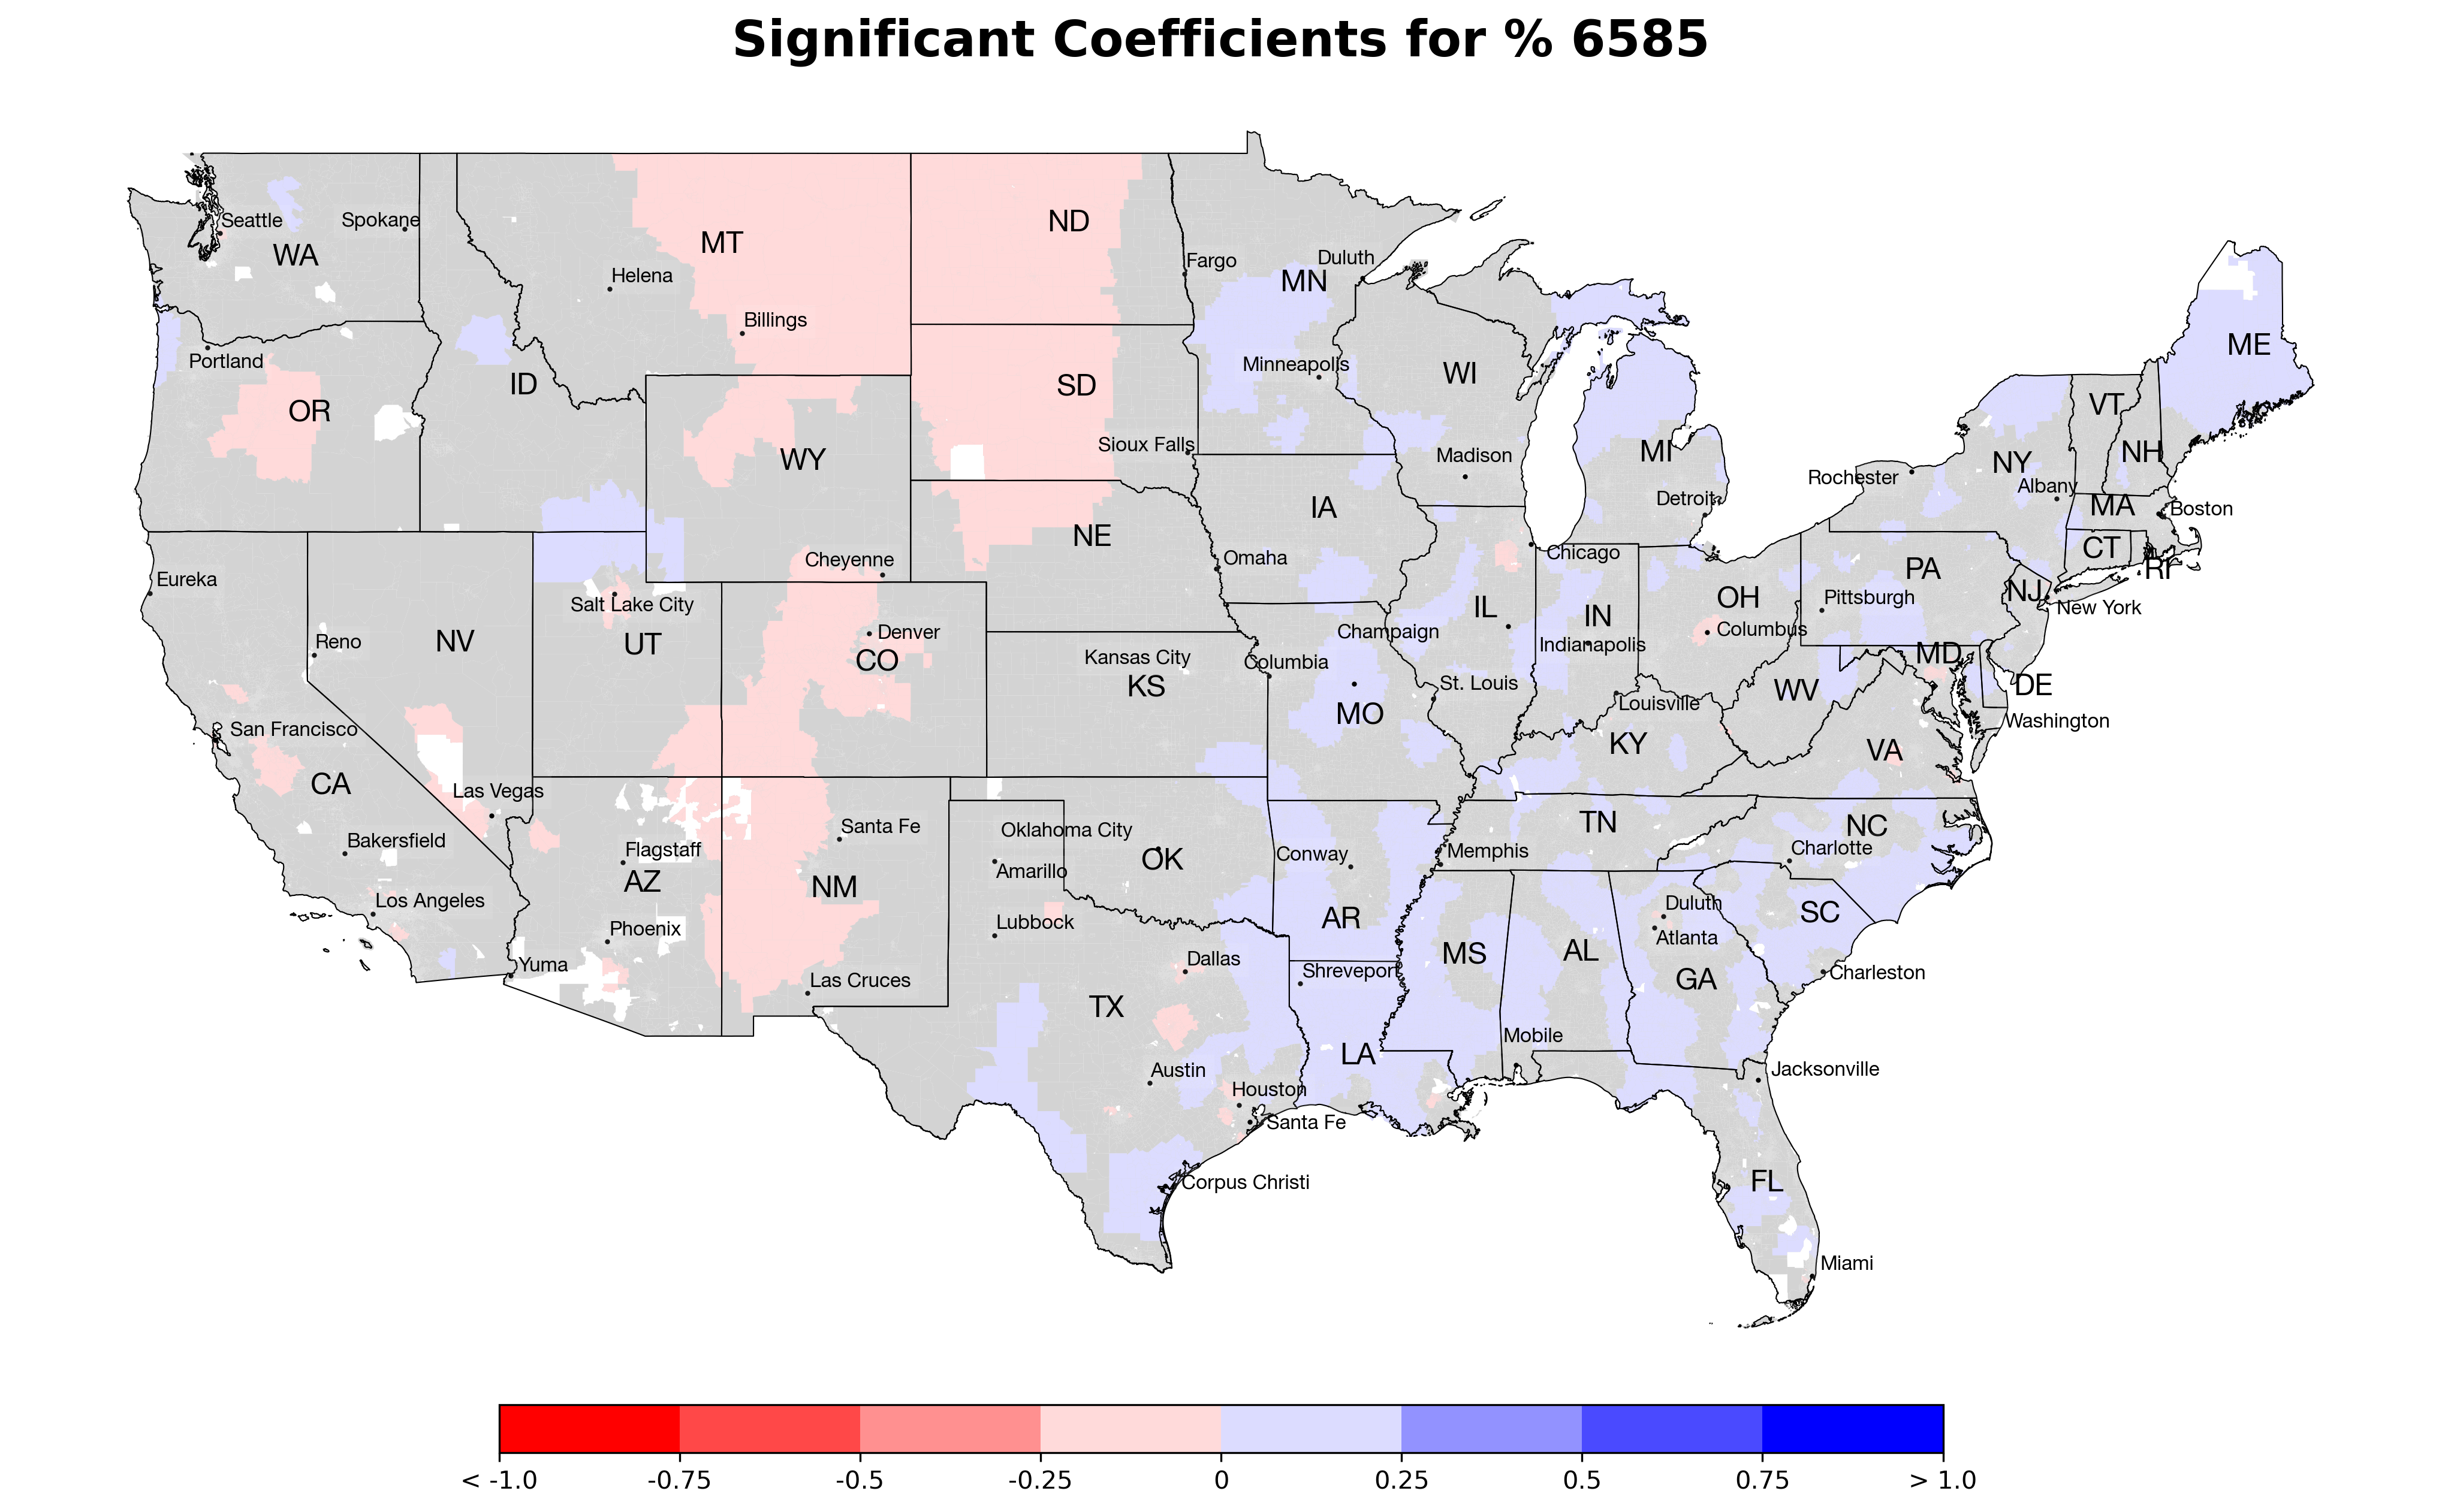 Significant Coefficients for % 6585
Seattle
Spokane
WA
MT
ND
Helena
Fargo
Duluth
MN
Billings
Portland
ID
OR
SD
Minneapolis
WI
ME
WY
Sioux Falls
Madison
MI
VT
NH
NY
Rochester
Albany
Detroit
MA
Boston
IA
NE
CT
RI
Eureka
Cheyenne
Omaha
Chicago
PA
NJ
New York
Salt Lake City
UT
Reno
NV
Denver
CO
IL
IN
OH
Pittsburgh
Columbus
Champaign
Indianapolis
Kansas City
KS
Columbia
MD
DE
WV
St. Louis
MO
Louisville
Washington
San Francisco
CA
KY
VA
Las Vegas
Bakersfield
Flagstaff
AZ
Santa Fe
NM
Oklahoma City
OK
Amarillo
Conway
Memphis
TN
NC
Charlotte
Los Angeles
Phoenix
Lubbock
AR
Duluth
SC
Atlanta
MS
AL
GA
Yuma
Las Cruces
Dallas
Shreveport
Charleston
TX
LA
Mobile
Austin
Houston
Jacksonville
Santa Fe
Corpus Christi
FL
Miami
< -1.0
-0.75
-0.5
-0.25
0
0.25
0.5
0.75
> 1.0